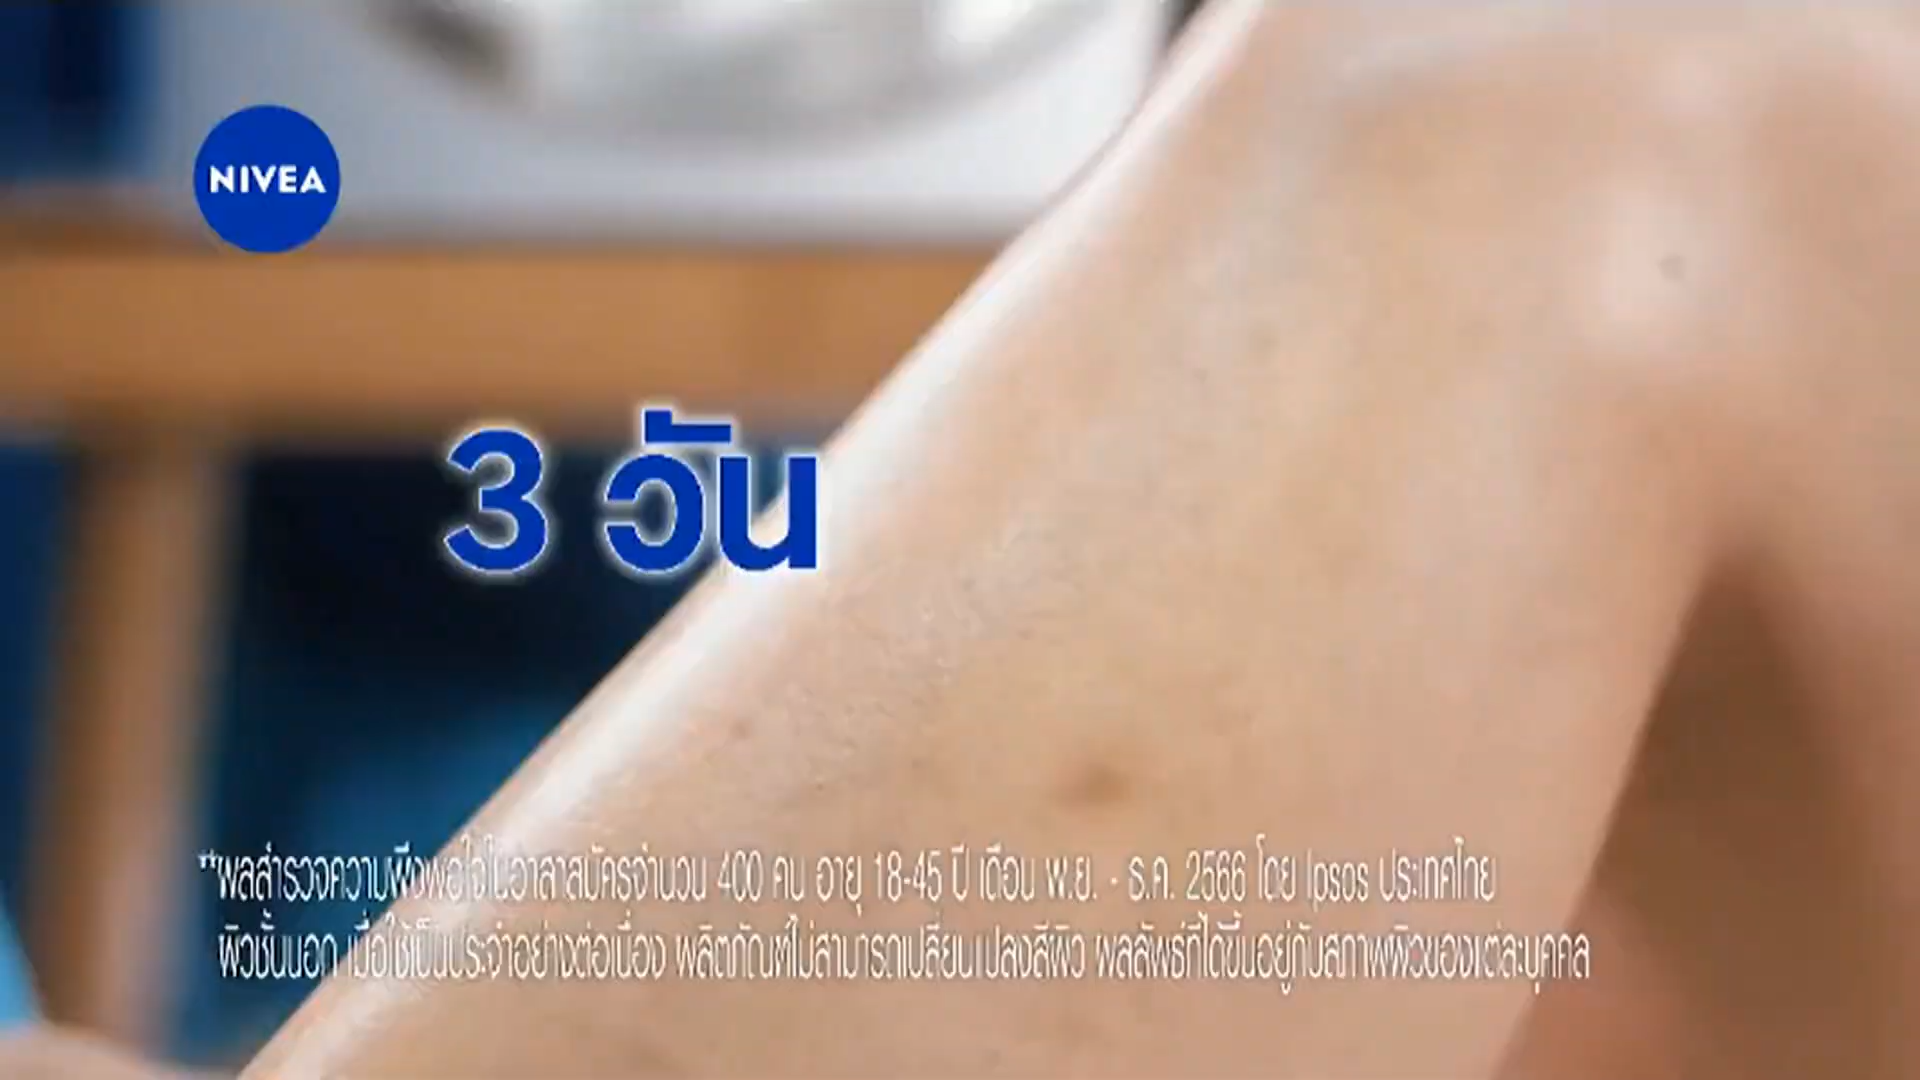 NIVEA
3 วัน
**ผลสำรวจความพึงพอใจในอาสาสมัครจำนวน 400 คน อายุ 18-45 ปี เดือน พ.ย. - ธ.ค. 2566 โดย Ipsos ประเทศไทย
ผิวชั้นนอก เมื่อใช้เป็นประจำอย่างต่อเนื่อง ผลิตภัณฑ์ไม่สามารถเปลี่ยนแปลงสีผิว ผลลัพธ์ที่ได้ขึ้นอยู่กับสภาพผิวของแต่ละบุคคล